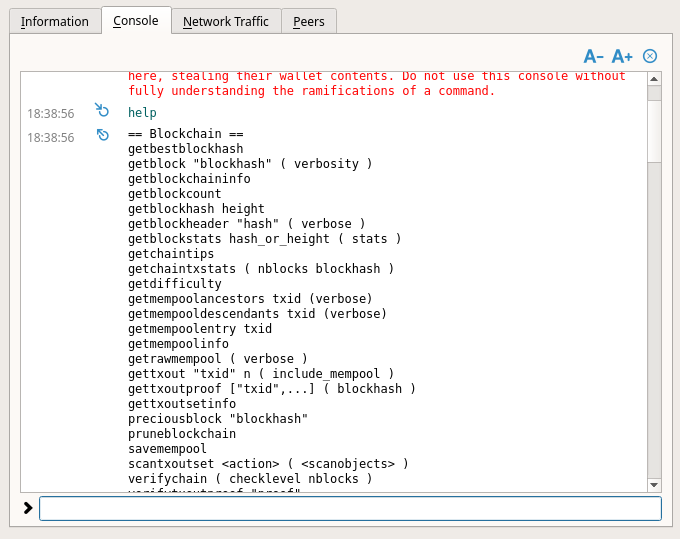 Information Console Network Traffic Peers
A- A+
here, stealing their wallet contents. Do not use this console without
fully understanding the ramifications of a command.
18:38:56 help
18:38:56 == Blockchain ==
getbestblockhash
getblock "blockhash" ( verbosity )
getblockchaininfo
getblockcount
getblockhash height
getblockheader "hash" ( verbose )
getblockstats hash_or_height ( stats )
getchaintips
getchaintxstats ( nblocks blockhash )
getdifficulty
getmempoolancestors txid (verbose)
getmempooldescendants txid (verbose)
getmempoolentry txid
getmempoolinfo
getrawmempool ( verbose )
gettxout "txid" n ( include_mempool )
gettxoutproof ["txid",...] ( blockhash )
gettxoutsetinfo
preciousblock "blockhash"
pruneblockchain
savemempool
scantxoutset <action> ( <scanobjects> )
verifychain ( checklevel nblocks )
verifytxoutproof "proof"